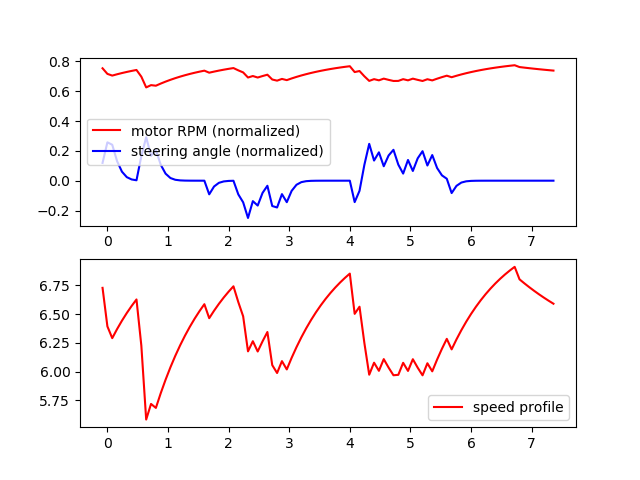 0.8
0.6
0.4
0.2
0.0
−0.2
motor RPM (normalized)
steering angle (normalized)
0 1 2 3 4 5 6 7
6.75
6.50
6.25
6.00
5.75
speed profile
0 1 2 3 4 5 6 7